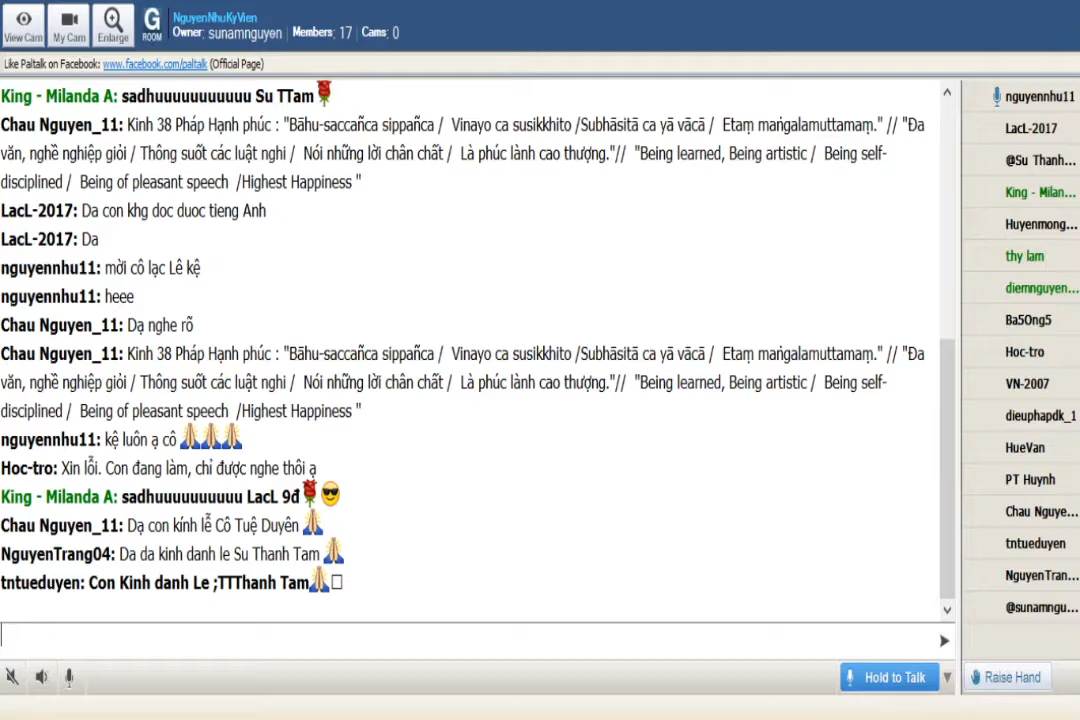 NguyenNhuKyVien
View Cam My Cam Enlarge G ROOM Owner: sunamnguyen Members: 17 Cams: 0
Like Paltalk on Facebook: www.facebook.com/paltalk (Official Page)
King - Milanda A: sadhuuuuuuuuuuu Su TTam
Chau Nguyen_11: Kinh 38 Pháp Hạnh phúc : "Bāhu-saccañca sippañca / Vinayo ca susikkhito /Subhāsitā ca yā vācā / Etaṃ maṅgalamuttamaṃ." // "Đa
văn, nghề nghiệp giỏi / Thông suốt các luật nghi / Nói những lời chân chất / Là phúc lành cao thượng."// "Being learned, Being artistic / Being self-
disciplined / Being of pleasant speech /Highest Happiness "
LacL-2017: Da con khg doc duoc tieng Anh
LacL-2017: Da
nguyennhu11: mời cô lạc Lê kệ
nguyennhu11: heee
Chau Nguyen_11: Dạ nghe rõ
Chau Nguyen_11: Kinh 38 Pháp Hạnh phúc : "Bāhu-saccañca sippañca / Vinayo ca susikkhito /Subhāsitā ca yā vācā / Etaṃ maṅgalamuttamaṃ." // "Đa
văn, nghề nghiệp giỏi / Thông suốt các luật nghi / Nói những lời chân chất / Là phúc lành cao thượng."// "Being learned, Being artistic / Being self-
disciplined / Being of pleasant speech /Highest Happiness "
nguyennhu11: kệ luôn ạ cô 🙏🙏🙏
Hoc-tro: Xin lỗi. Con đang làm, chỉ được nghe thôi ạ
King - Milanda A: sadhuuuuuuuuuu LacL 9đ
Chau Nguyen_11: Dạ con kính lễ Cô Tuệ Duyên
NguyenTrang04: Da da kinh danh le Su Thanh Tam
tntueduyen: Con Kinh danh Le ;TTThanh Tam
nguyennhu11
LacL-2017
@Su Thanh...
King - Milan...
Huyenmong...
thy lam
diemnguyen...
Ba5Ong5
Hoc-tro
VN-2007
dieuphapdk_1
HueVan
PT Huynh
Chau Nguye...
tntueduyen
NguyenTran...
@sunamngu...
Hold to Talk
Raise Hand